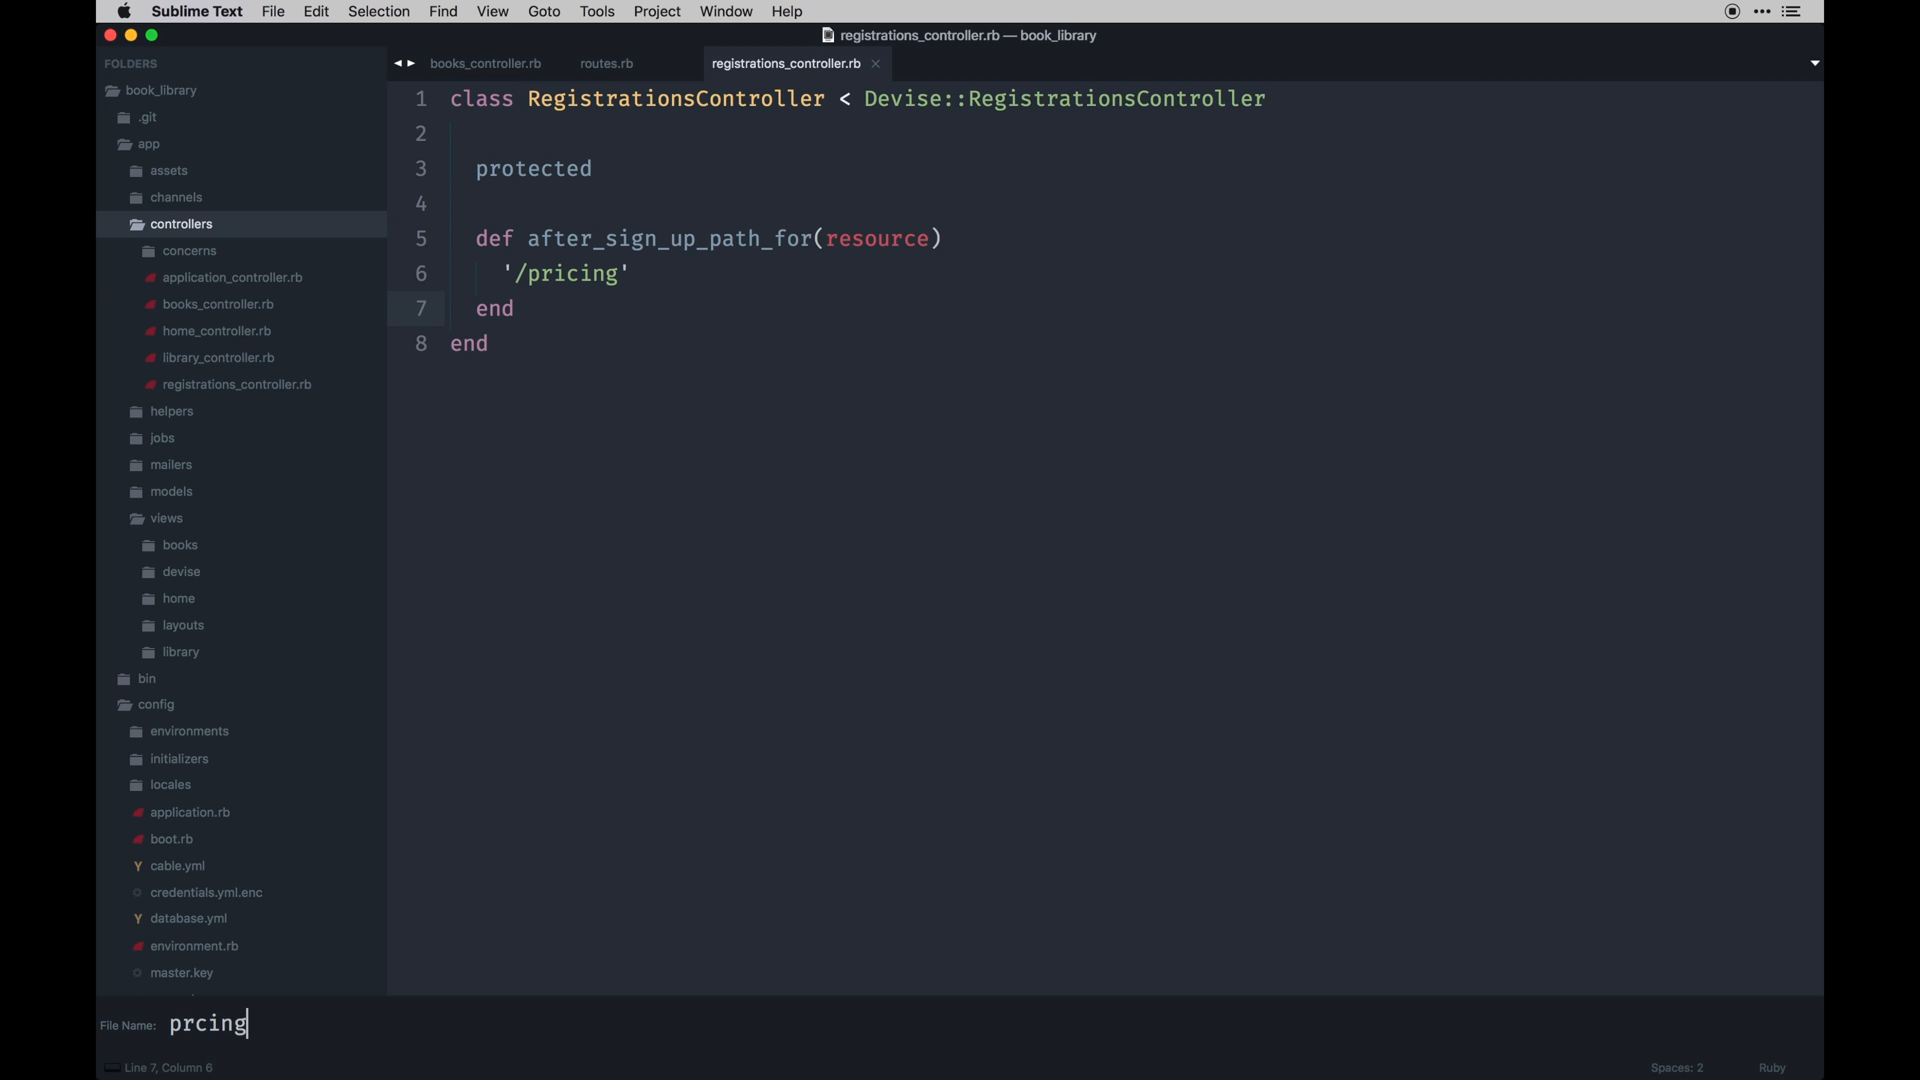 Sublime Text File Edit Selection Find View Goto Tools Project Window Help
registrations_controller.rb — book_library
FOLDERS
book_library
.git
app
assets
channels
controllers
concerns
application_controller.rb
books_controller.rb
home_controller.rb
library_controller.rb
registrations_controller.rb
helpers
jobs
mailers
models
views
books
devise
home
layouts
library
bin
config
environments
initializers
locales
application.rb
boot.rb
cable.yml
credentials.yml.enc
database.yml
environment.rb
master.key
books_controller.rb routes.rb registrations_controller.rb
1 class RegistrationsController < Devise::RegistrationsController
2
3 protected
4
5 def after_sign_up_path_for(resource)
6 '/pricing'
7 end
8 end
File Name: prcing
Line 7, Column 6 Spaces: 2 Ruby